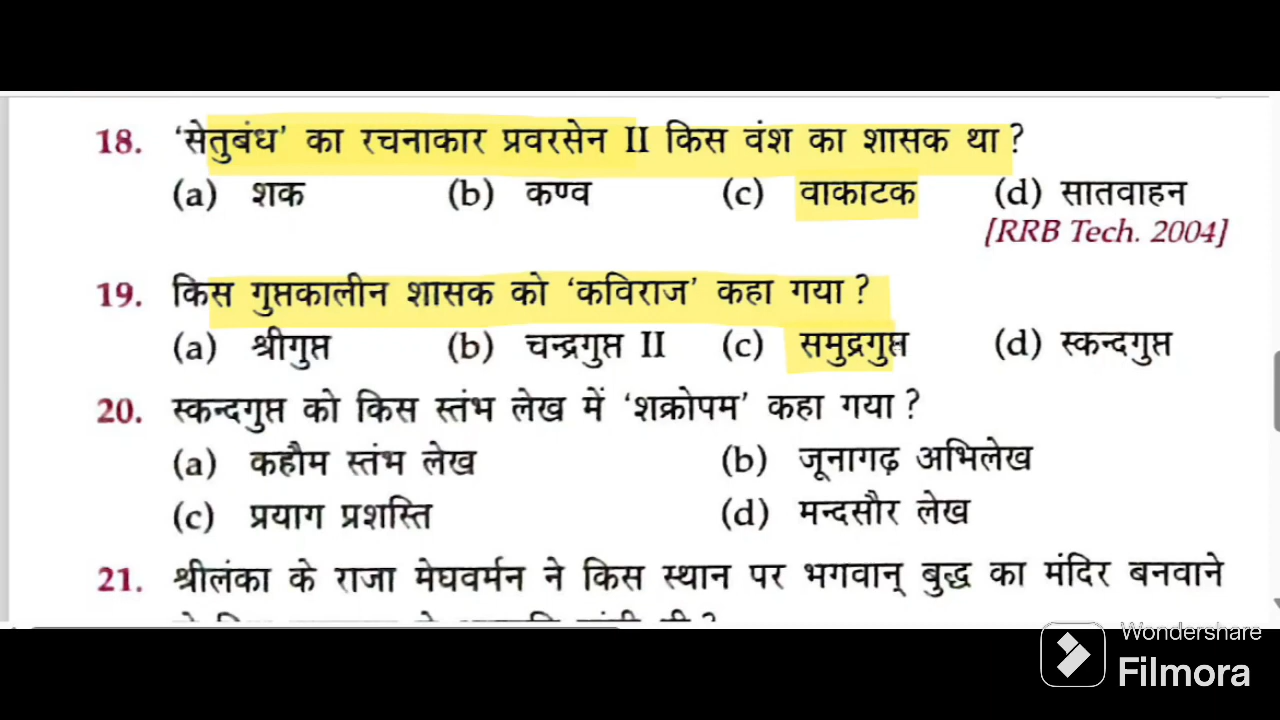 18. ‘सेतुबंध’ का रचनाकार प्रवरसेन II किस वंश का शासक था ?
(a) शक (b) कण्व (c) वाकाटक (d) सातवाहन
[RRB Tech. 2004]
19. किस गुप्तकालीन शासक को ‘कविराज’ कहा गया ?
(a) श्रीगुप्त (b) चन्द्रगुप्त II (c) समुद्रगुप्त (d) स्कन्दगुप्त
20. स्कन्दगुप्त को किस स्तंभ लेख में ‘शक्रोपम’ कहा गया ?
(a) कहौम स्तंभ लेख (b) जूनागढ़ अभिलेख
(c) प्रयाग प्रशस्ति (d) मन्दसौर लेख
21. श्रीलंका के राजा मेघवर्मन ने किस स्थान पर भगवान् बुद्ध का मंदिर बनवाने
Wondershare
Filmora